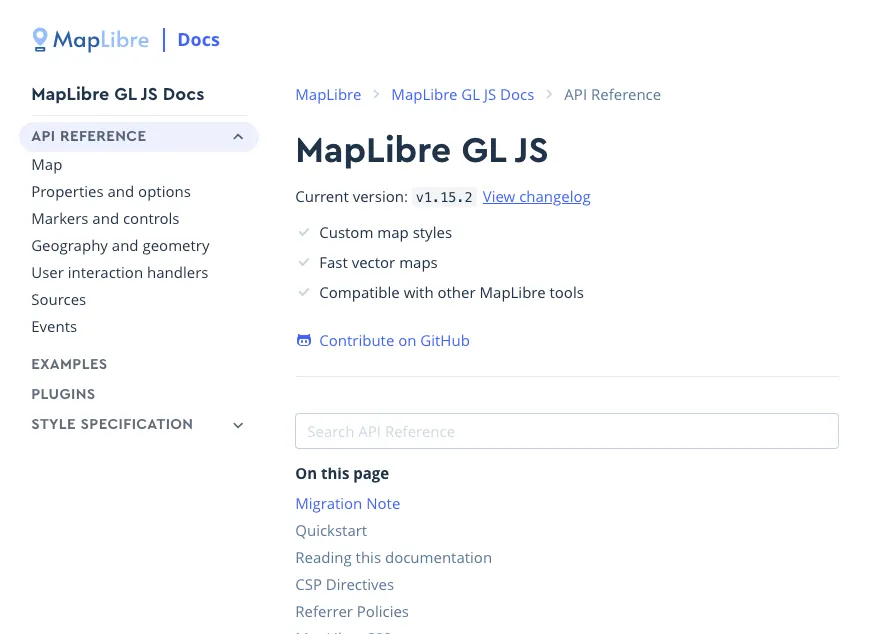 MapLibre | Docs
MapLibre GL JS Docs
API REFERENCE
Map
Properties and options
Markers and controls
Geography and geometry
User interaction handlers
Sources
Events
EXAMPLES
PLUGINS
STYLE SPECIFICATION
MapLibre > MapLibre GL JS Docs > API Reference
MapLibre GL JS
Current version: v1.15.2 View changelog
Custom map styles
Fast vector maps
Compatible with other MapLibre tools
Contribute on GitHub
Search API Reference
On this page
Migration Note
Quickstart
Reading this documentation
CSP Directives
Referrer Policies